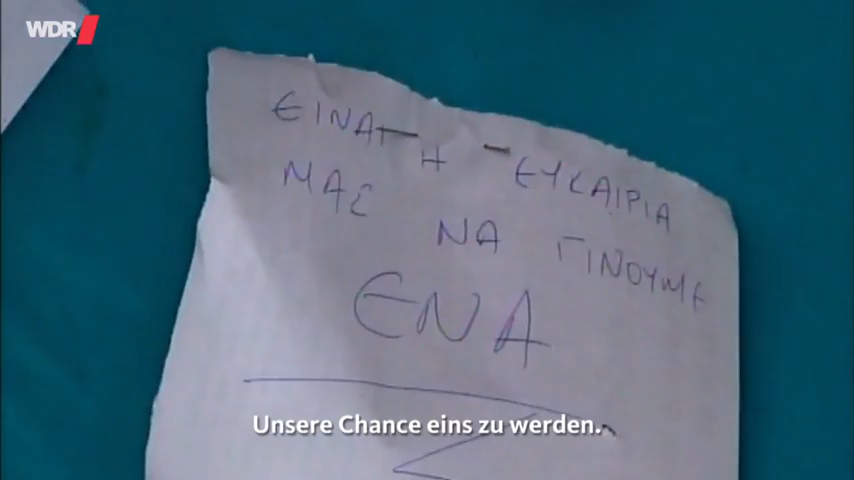 WDR
ΕΙΝΑΙ Η ΕΥΚΑΙΡΙΑ
ΜΑΣ ΝΑ ΓΙΝΟΥΜΕ
ΕΝΑ
Unsere Chance eins zu werden.